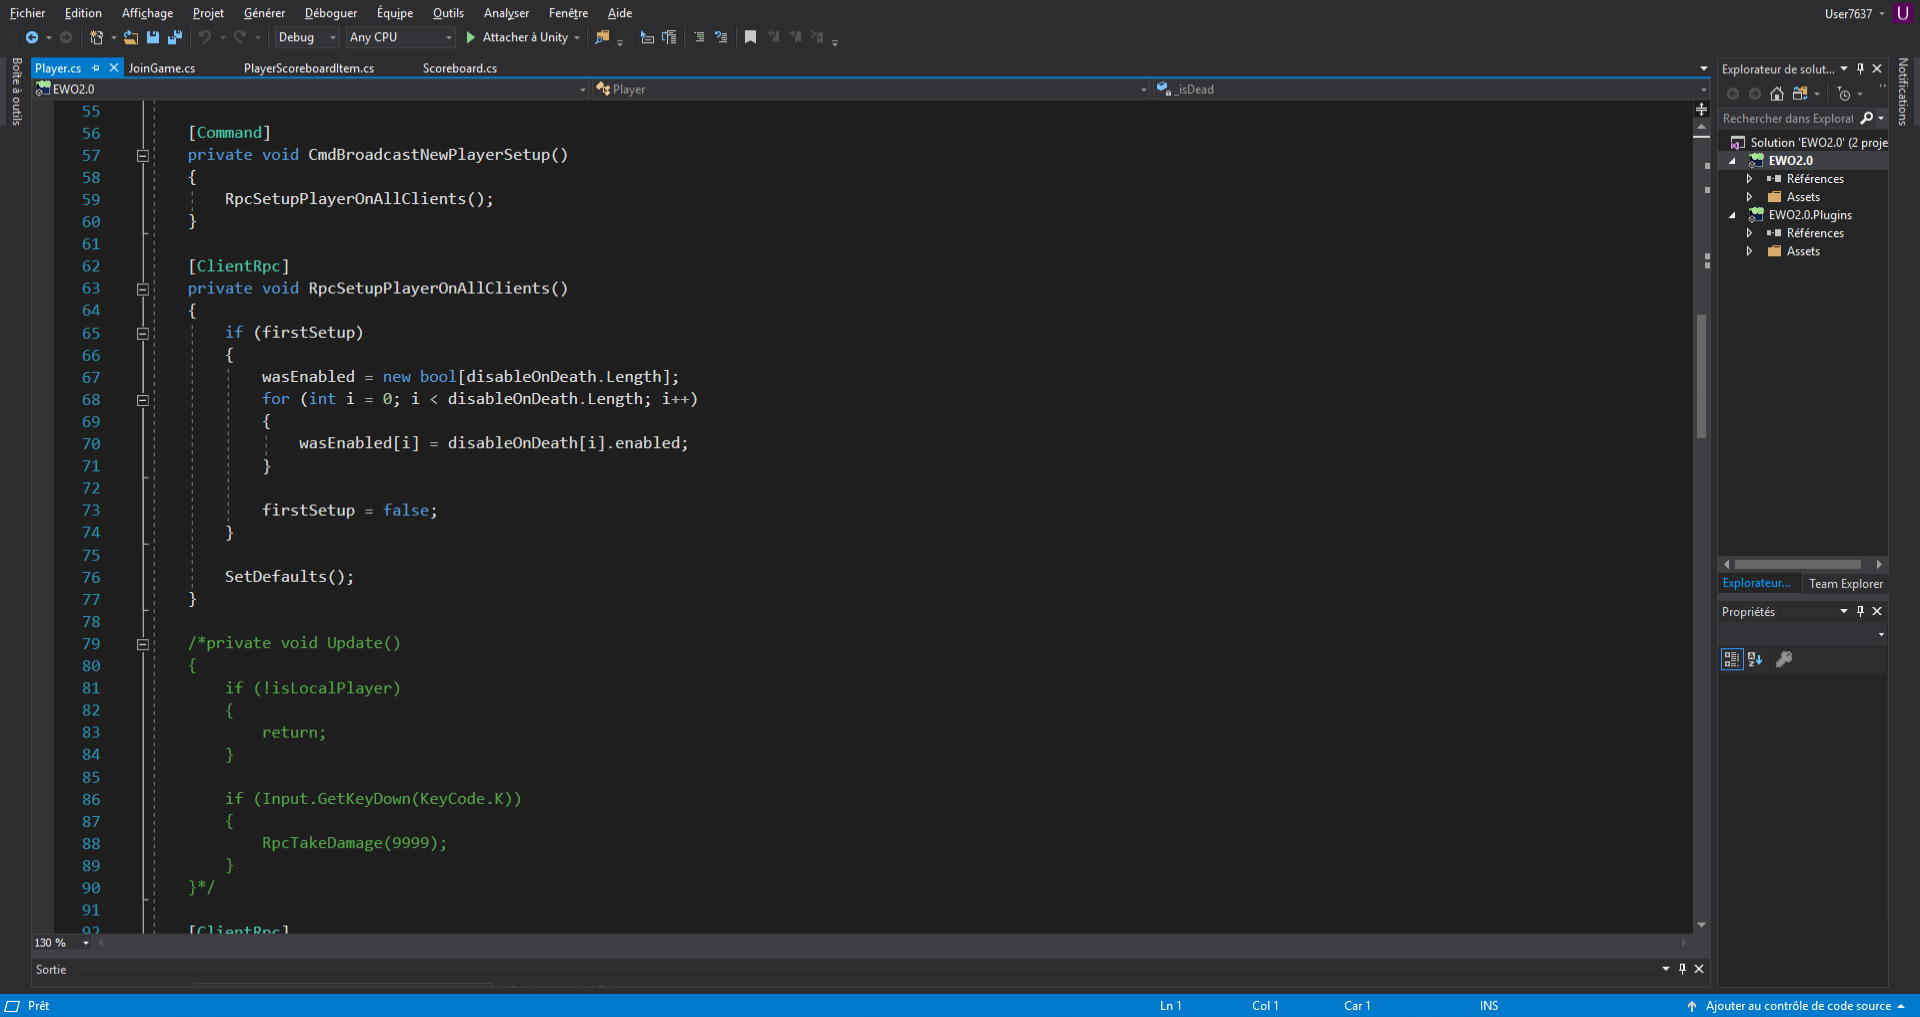 Fichier Edition Affichage Projet Générer Déboguer Équipe Outils Analyser Fenêtre Aide User7637 U
Debug Any CPU Attacher à Unity
Boîte à outils
Player.cs JoinGame.cs PlayerScoreboardItem.cs Scoreboard.cs
EWO2.0 Player _isDead
55
56 [Command]
57 private void CmdBroadcastNewPlayerSetup()
58 {
59 RpcSetupPlayerOnAllClients();
60 }
61
62 [ClientRpc]
63 private void RpcSetupPlayerOnAllClients()
64 {
65 if (firstSetup)
66 {
67 wasEnabled = new bool[disableOnDeath.Length];
68 for (int i = 0; i < disableOnDeath.Length; i++)
69 {
70 wasEnabled[i] = disableOnDeath[i].enabled;
71 }
72
73 firstSetup = false;
74 }
75
76 SetDefaults();
77 }
78
79 /*private void Update()
80 {
81 if (!isLocalPlayer)
82 {
83 return;
84 }
85
86 if (Input.GetKeyDown(KeyCode.K))
87 {
88 RpcTakeDamage(9999);
89 }
90 }*/
91
92 [ClientRpc]
130 %
Sortie
Explorateur de solut...
Rechercher dans Explorat
Solution 'EWO2.0' (2 proje
EWO2.0
Références
Assets
EWO2.0.Plugins
Références
Assets
Explorateur... Team Explorer
Propriétés
Notifications
Prêt Ln 1 Col 1 Car 1 INS Ajouter au contrôle de code source